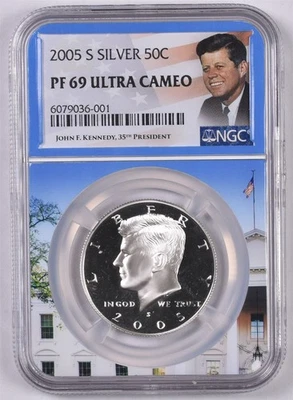 2005 S SILVER 50C
PF 69 ULTRA CAMEO
6079036-001
JOHN F. KENNEDY, 35TH PRESIDENT
NGC
LIBERTY
IN GOD WE TRUST
S
2005